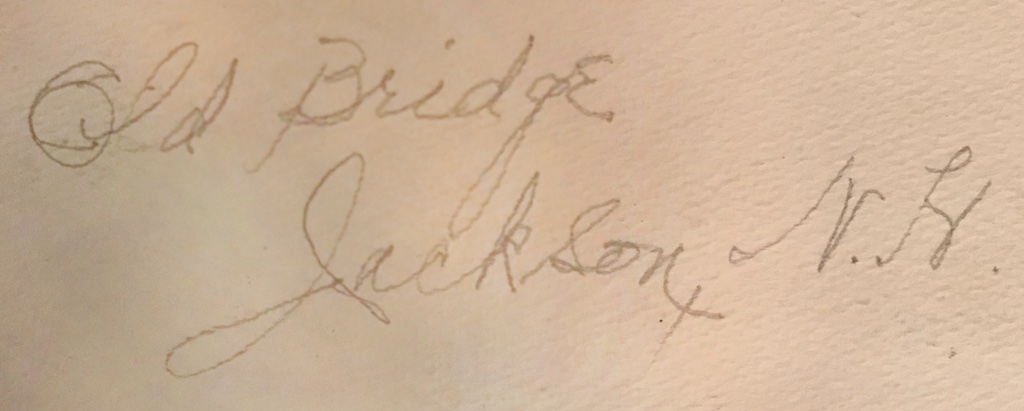 Old Bridge
Jackson, N.H.